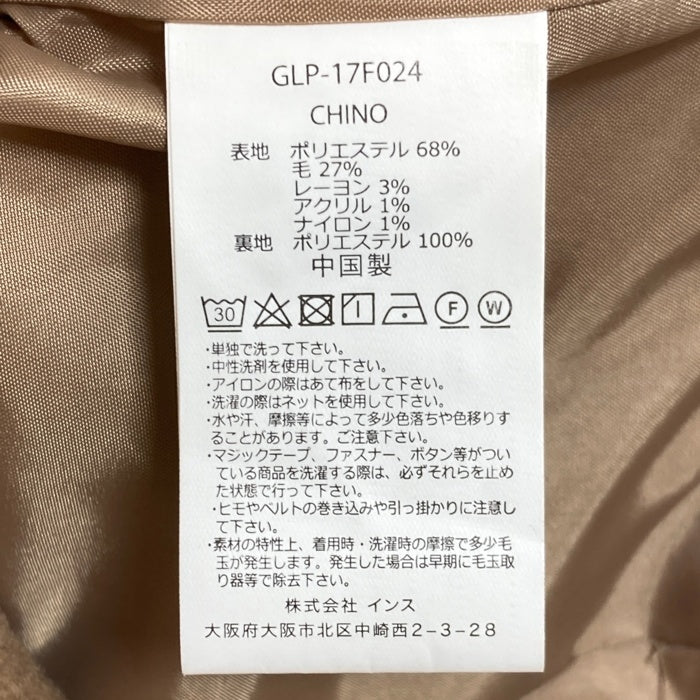 GLP-17F024
CHINO
表地 ポリエステル 68%
毛 27%
レーヨン 3%
アクリル 1%
ナイロン 1%
裏地 ポリエステル 100%
中国製
30 F W
・単独で洗って下さい。
・中性洗剤を使用して下さい。
・アイロンの際はあて布をして下さい。
・洗濯の際はネットを使用して下さい。
・水や汗、摩擦等によって多少色落ちや色移りす
ることがあります。ご注意下さい。
・マジックテープ、ファスナー、ボタン等がつい
ている商品を洗濯する際は、必ずそれらを止め
た状態で行って下さい。
・ヒモやベルトの巻き込みや引っ掛かりに注意し
て下さい。
・素材の特性上、着用時・洗濯時の摩擦で多少毛
玉が発生します。発生した場合は早期に毛玉取
り器等で除去下さい。
株式会社 インス
大阪府大阪市北区中崎西2-3-28